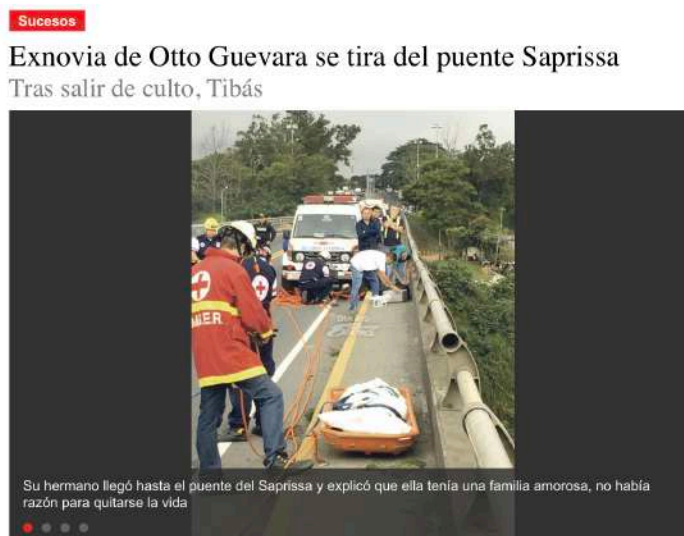 Sucesos
Exnovia de Otto Guevara se tira del puente Saprissa
Tras salir de culto, Tibás
Su hermano llegó hasta el puente del Saprissa y explicó que ella tenía una familia amorosa, no había
razón para quitarse la vida